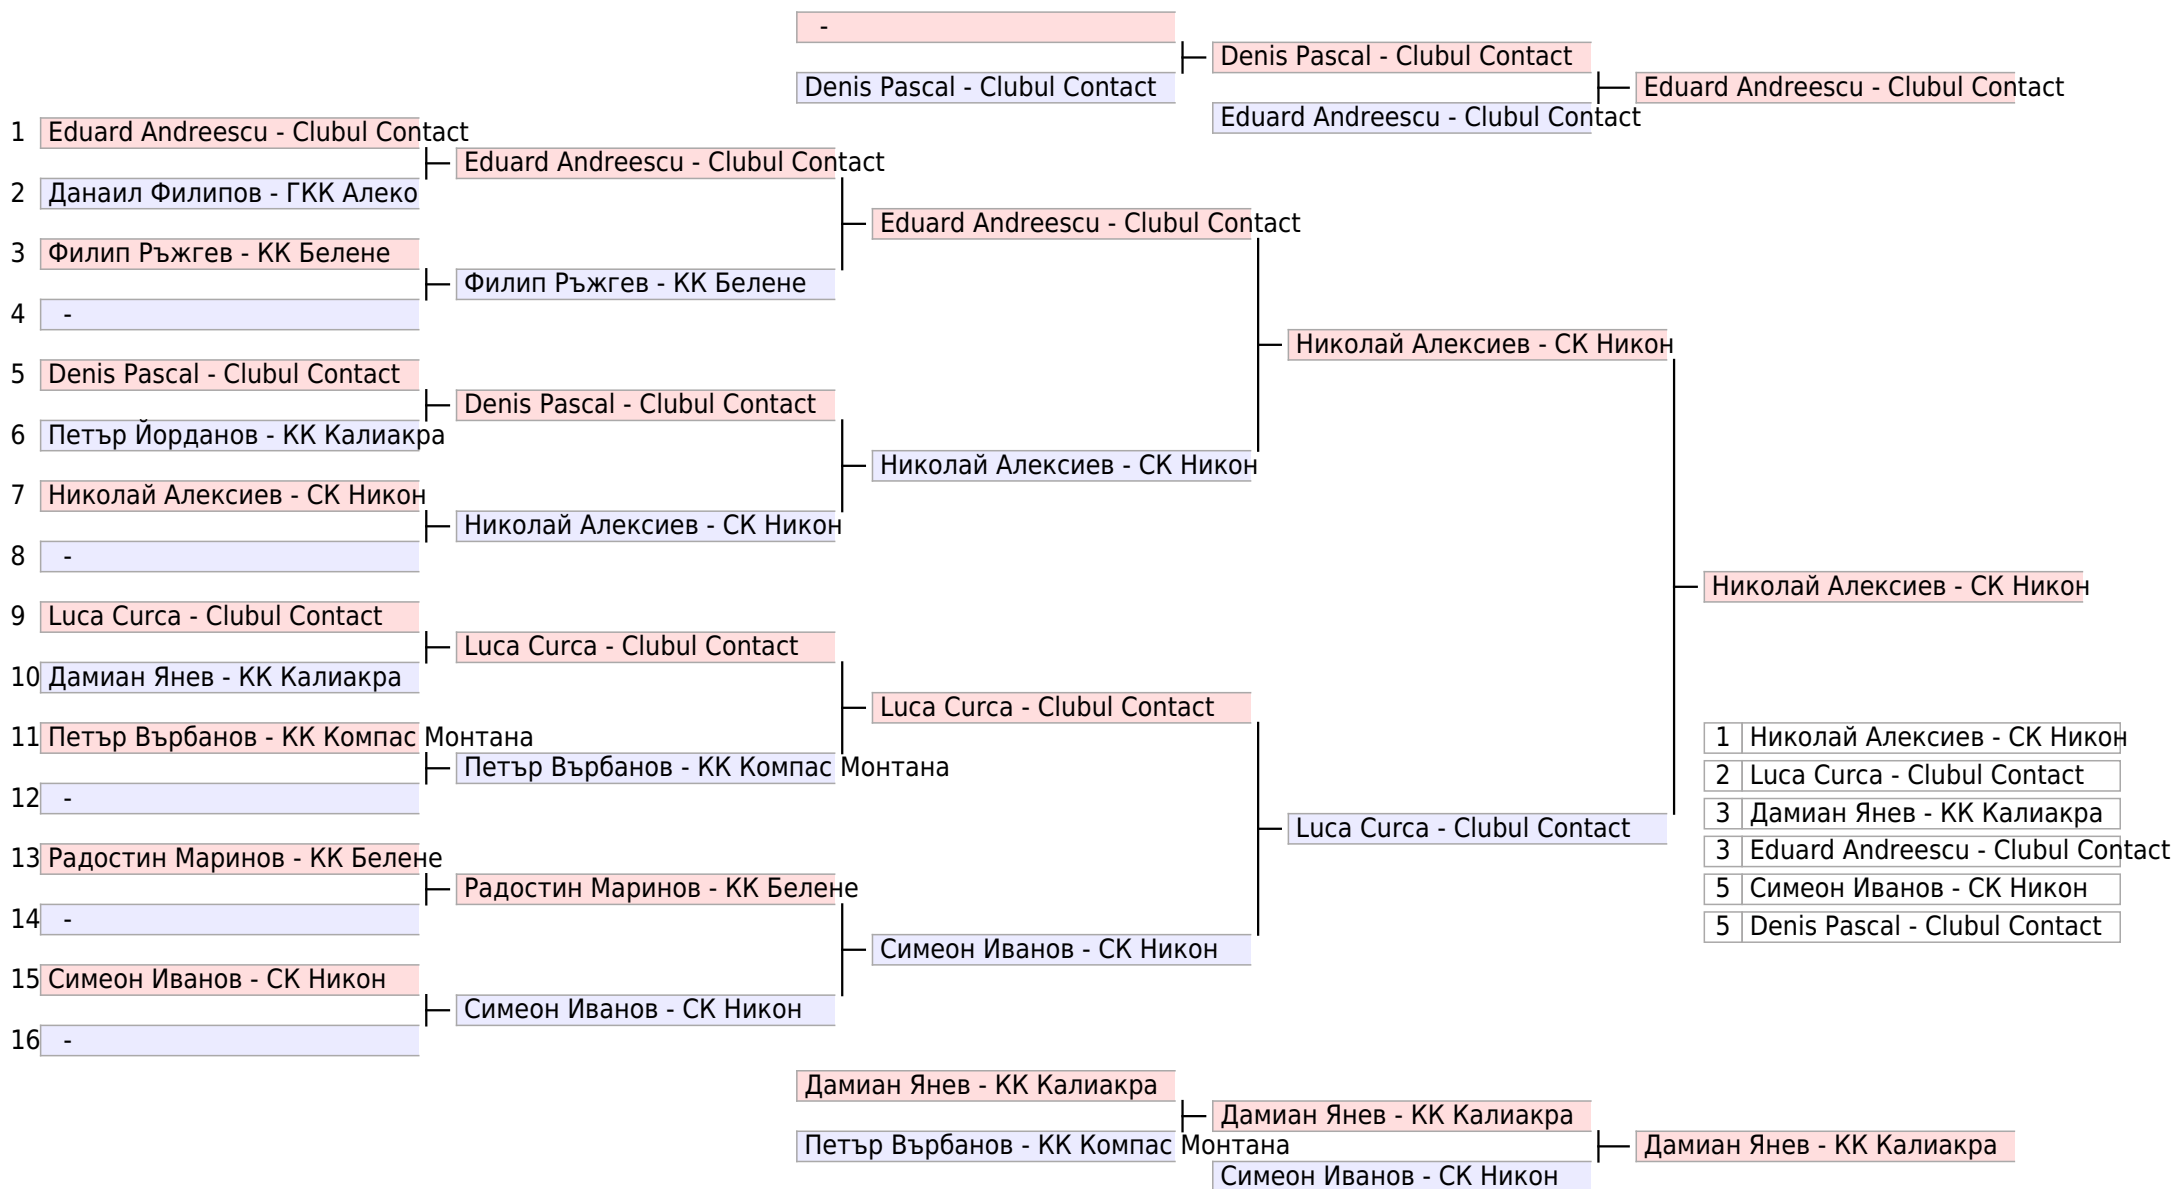 -
Denis Pascal - Clubul Contact
Denis Pascal - Clubul Contact
Eduard Andreescu - Clubul Contact
Eduard Andreescu - Clubul Contact
1 Eduard Andreescu - Clubul Contact
Eduard Andreescu - Clubul Contact
2 Данаил Филипов - ГКК Алеко
Eduard Andreescu - Clubul Contact
3 Филип Ръжгев - КК Белене
Филип Ръжгев - КК Белене
4 -
Николай Алексиев - СК Никон
5 Denis Pascal - Clubul Contact
Denis Pascal - Clubul Contact
6 Петър Йорданов - КК Калиакра
Николай Алексиев - СК Никон
7 Николай Алексиев - СК Никон
Николай Алексиев - СК Никон
8 -
Николай Алексиев - СК Никон
9 Luca Curca - Clubul Contact
Luca Curca - Clubul Contact
10 Дамиан Янев - КК Калиакра
Luca Curca - Clubul Contact
11 Петър Върбанов - КК Компас Монтана
Петър Върбанов - КК Компас Монтана
12 -
Luca Curca - Clubul Contact
13 Радостин Маринов - КК Белене
Радостин Маринов - КК Белене
14 -
Симеон Иванов - СК Никон
15 Симеон Иванов - СК Никон
Симеон Иванов - СК Никон
16 -
1 Николай Алексиев - СК Никон
2 Luca Curca - Clubul Contact
3 Дамиан Янев - КК Калиакра
3 Eduard Andreescu - Clubul Contact
5 Симеон Иванов - СК Никон
5 Denis Pascal - Clubul Contact
Дамиан Янев - КК Калиакра
Дамиан Янев - КК Калиакра
Петър Върбанов - КК Компас Монтана
Дамиан Янев - КК Калиакра
Симеон Иванов - СК Никон